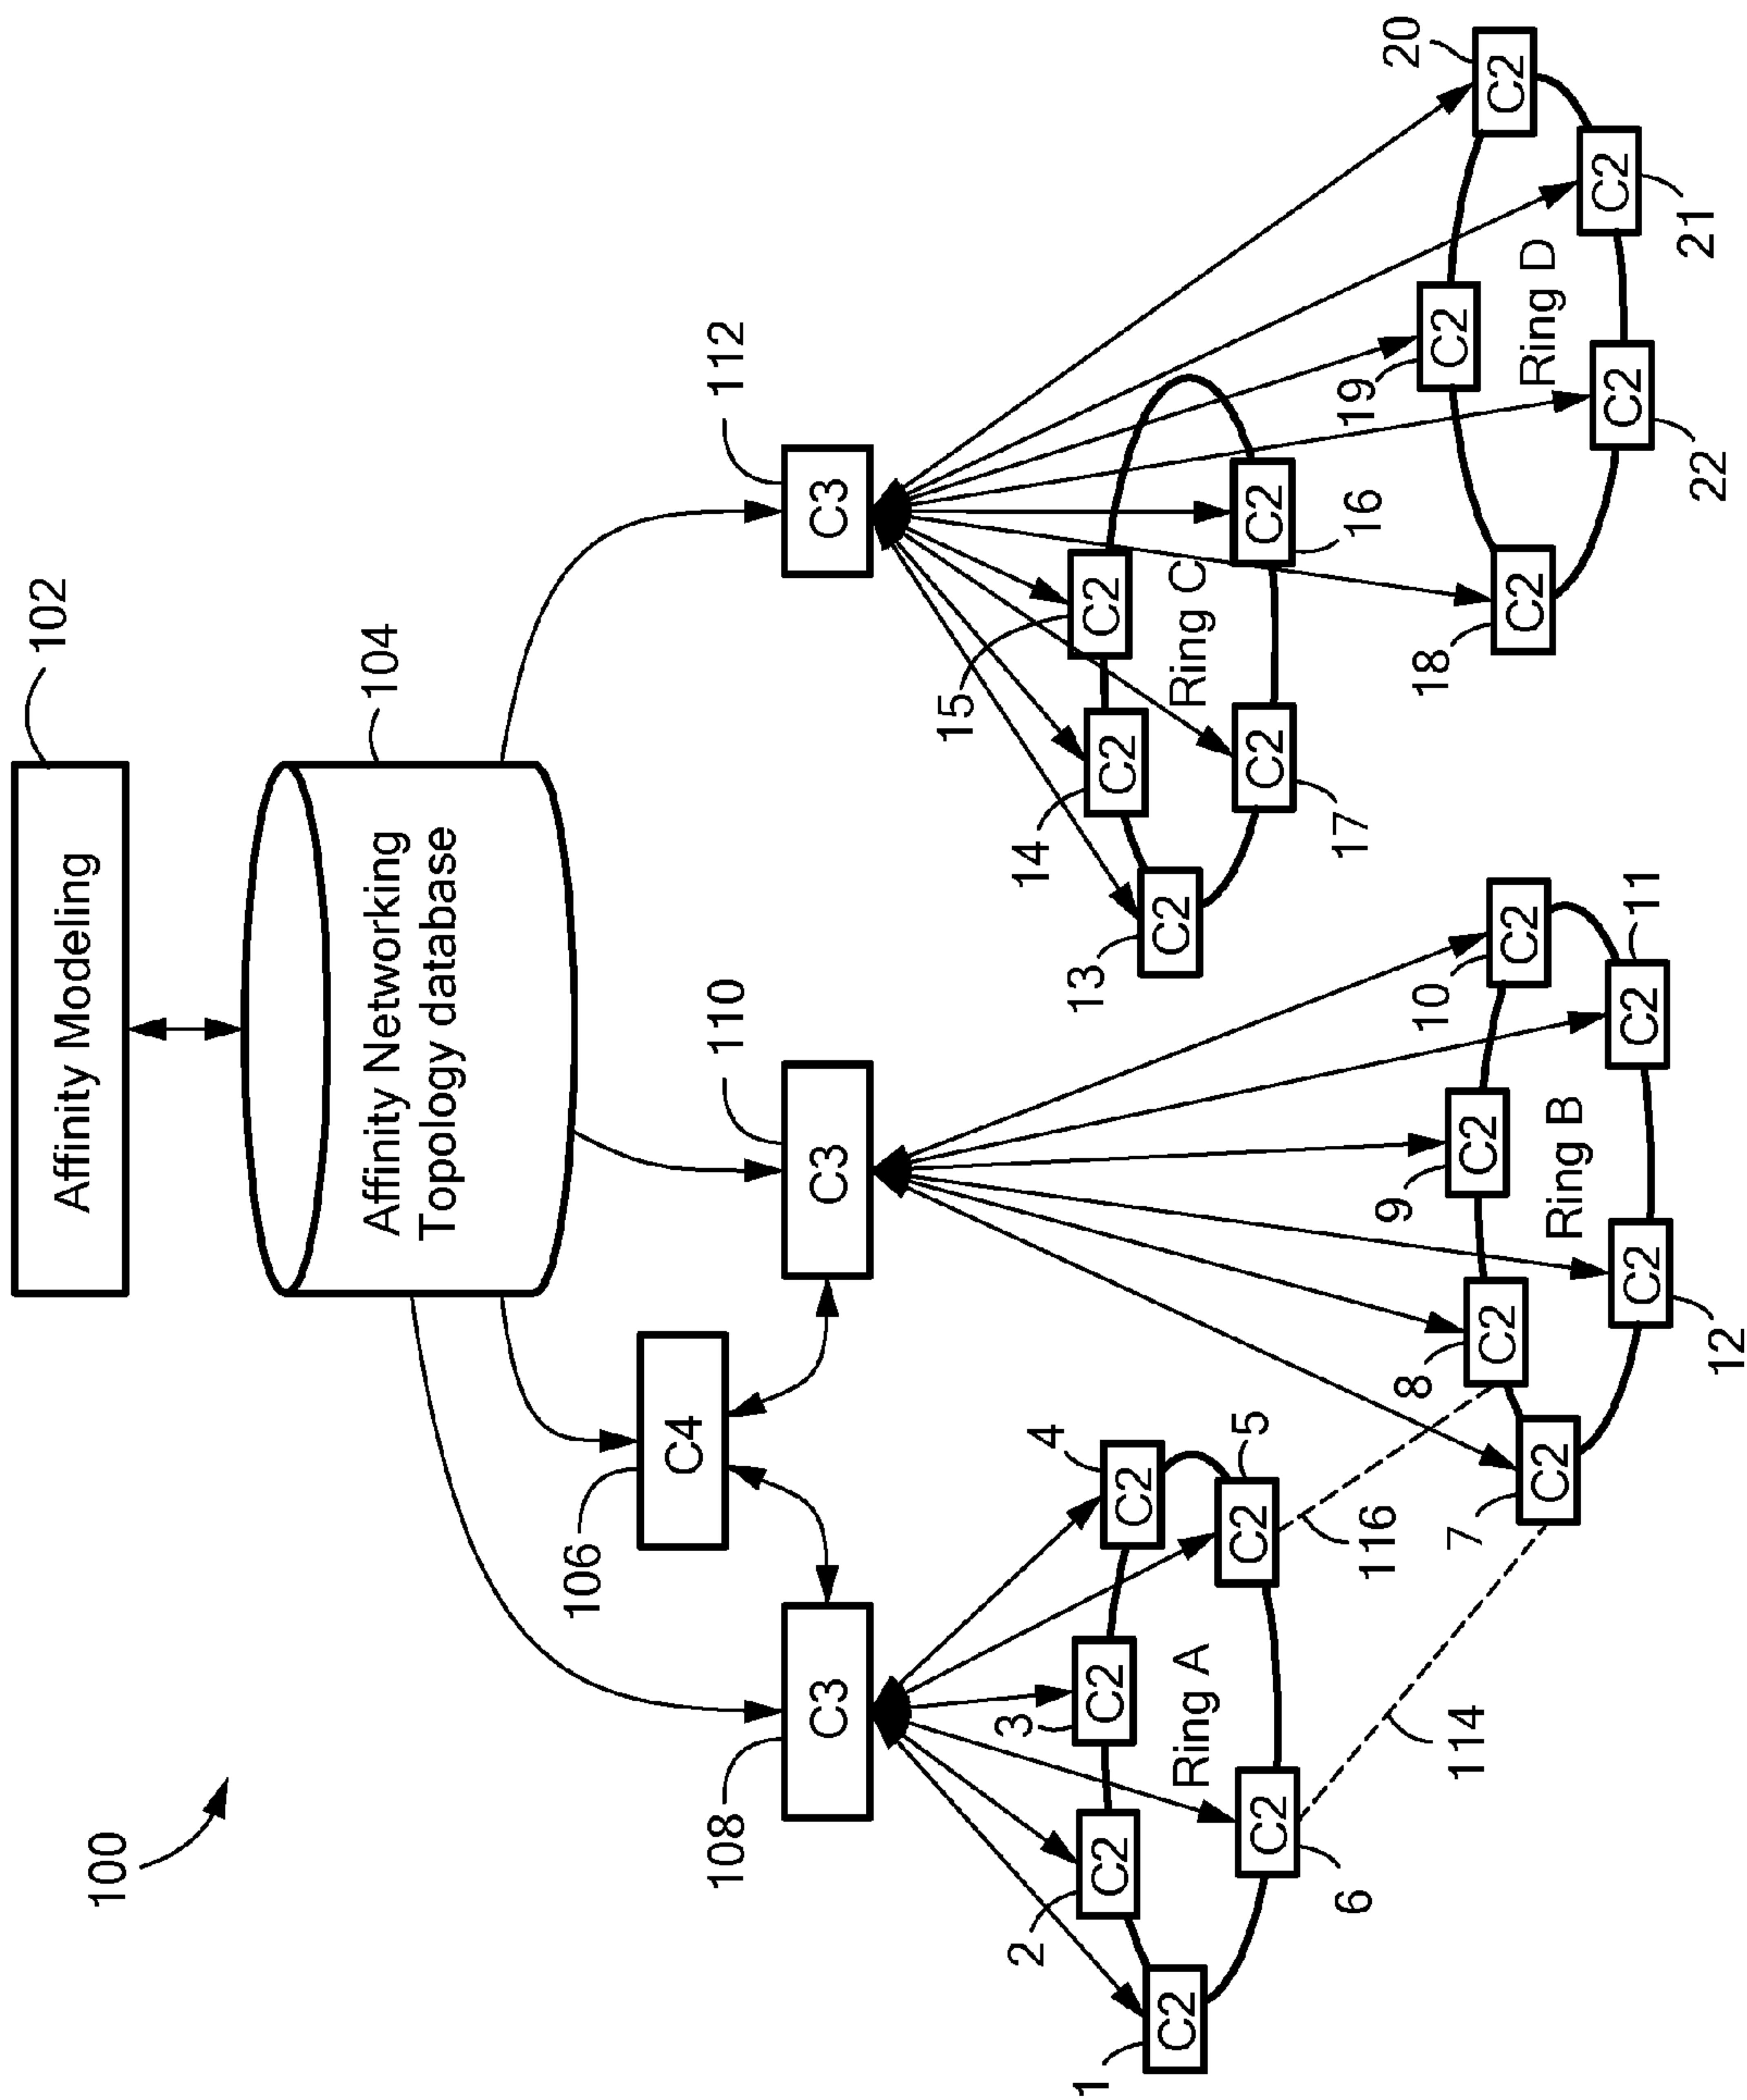 100
Affinity Modeling
102
Affinity Networking
Topology database
104
C4
106
C3
108
C3
110
C3
112
C2
1
C2
2
C2
3
C2
4
C2
5
C2
6
Ring A
114
116
C2
7
C2
8
C2
9
C2
10
C2
11
C2
12
Ring B
C2
13
C2
14
C2
15
C2
16
C2
17
Ring C
C2
18
C2
19
C2
20
C2
21
C2
22
Ring D